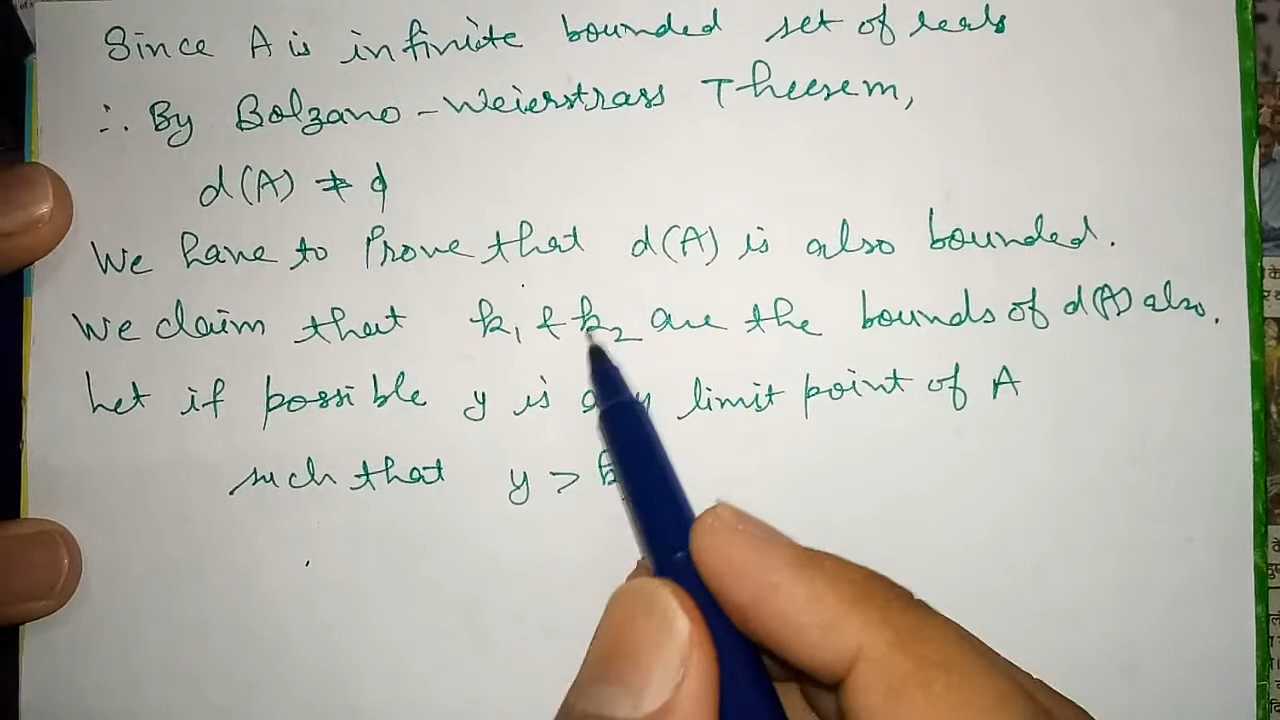 Since A is infinite bounded set of reals
∴ By Bolzano-Weierstrass Theorem,
d(A) ≠ ϕ
We have to Prove that d(A) is also bounded.
We claim that k₁ & k₂ are the bounds of d(A) also.
Let if possible y is any limit point of A
such that y > k